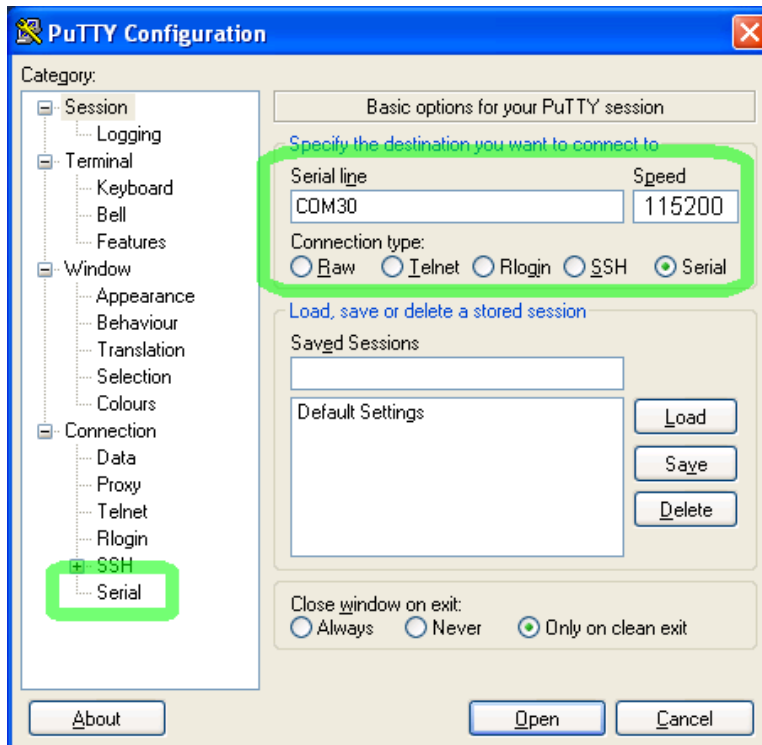 PuTTY Configuration
Category:
Session
Logging
Terminal
Keyboard
Bell
Features
Window
Appearance
Behaviour
Translation
Selection
Colours
Connection
Data
Proxy
Telnet
Rlogin
SSH
Serial
Basic options for your PuTTY session
Specify the destination you want to connect to
Serial line Speed
COM30 115200
Connection type:
Raw Telnet Rlogin SSH Serial
Load, save or delete a stored session
Saved Sessions
Default Settings
Load
Save
Delete
Close window on exit:
Always Never Only on clean exit
About Open Cancel